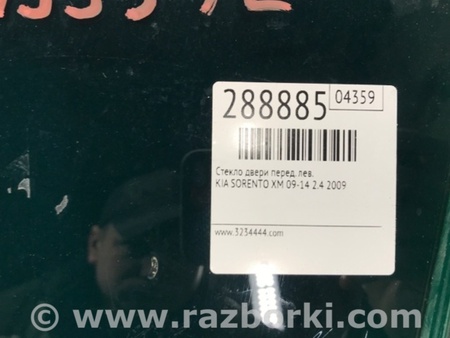 288885
04359
Стекло двери перед. лев.
KIA SORENTO XM 09-14 2.4 2009
www.3234444.com
www.razborki.com